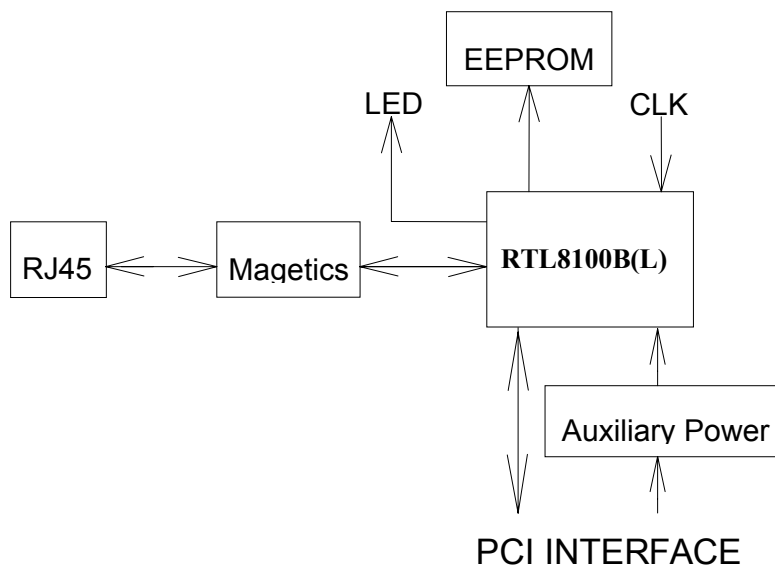 EEPROM
LED
CLK
RJ45
Magetics
RTL8100B(L)
Auxiliary Power
PCI INTERFACE